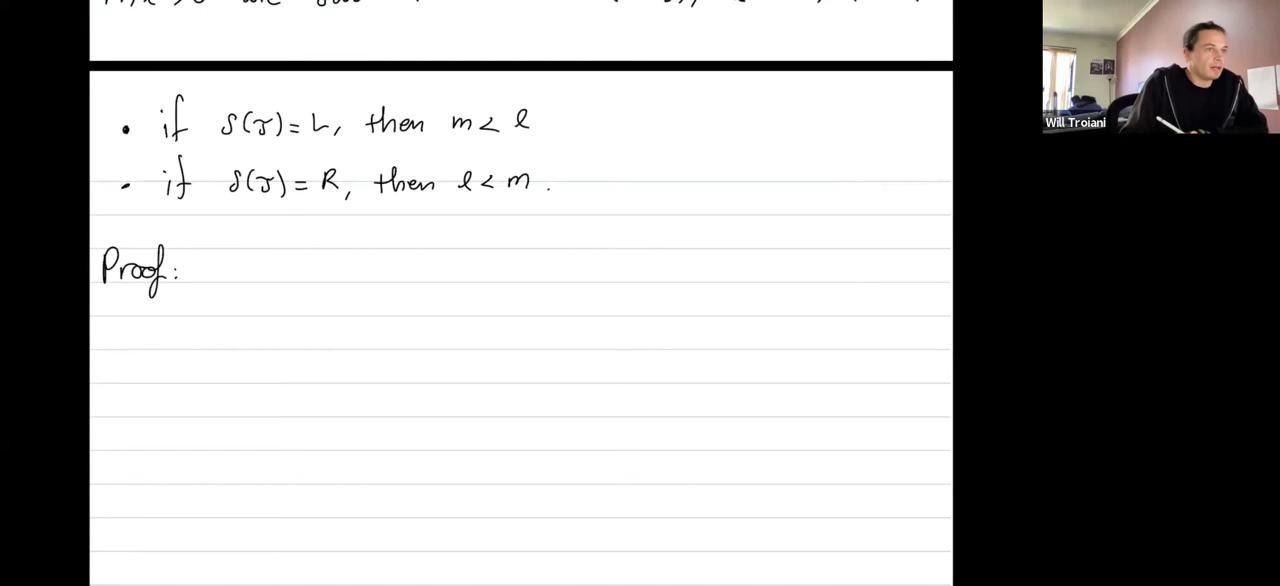 • if S(τ) = L, then m < l
• if S(τ) = R, then l < m.
Proof:
Will Troiani